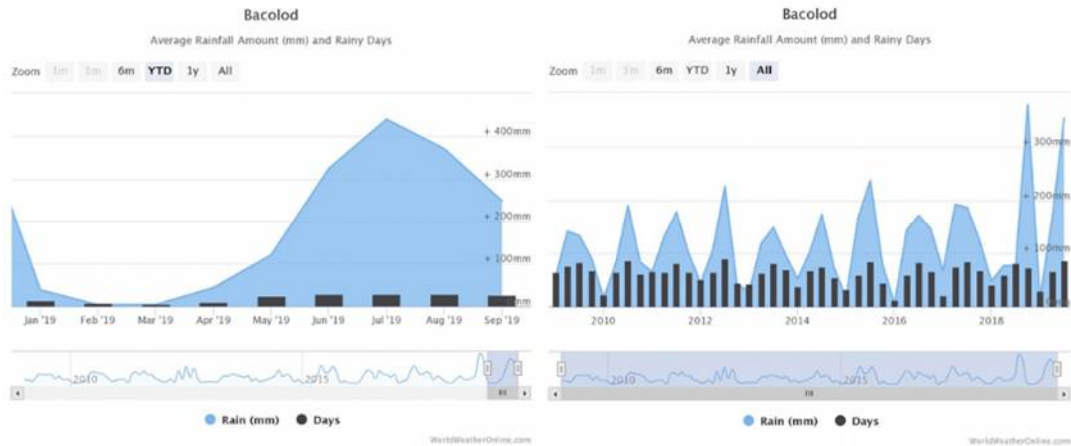 Bacolod
Average Rainfall Amount (mm) and Rainy Days
Zoom 1m 3m 6m YTD 1y All
+ 400mm
+ 300mm
+ 200mm
+ 100mm
Jan '19 Feb '19 Mar '19 Apr '19 May '19 Jun '19 Jul '19 Aug '19 Sep '19
2010 2015
Rain (mm) Days
WorldWeatherOnline.com
Bacolod
Average Rainfall Amount (mm) and Rainy Days
Zoom 1m 3m 6m YTD 1y All
+ 300mm
+ 200mm
+ 100mm
2010 2012 2014 2016 2018
2010 2015
Rain (mm) Days
WorldWeatherOnline.com